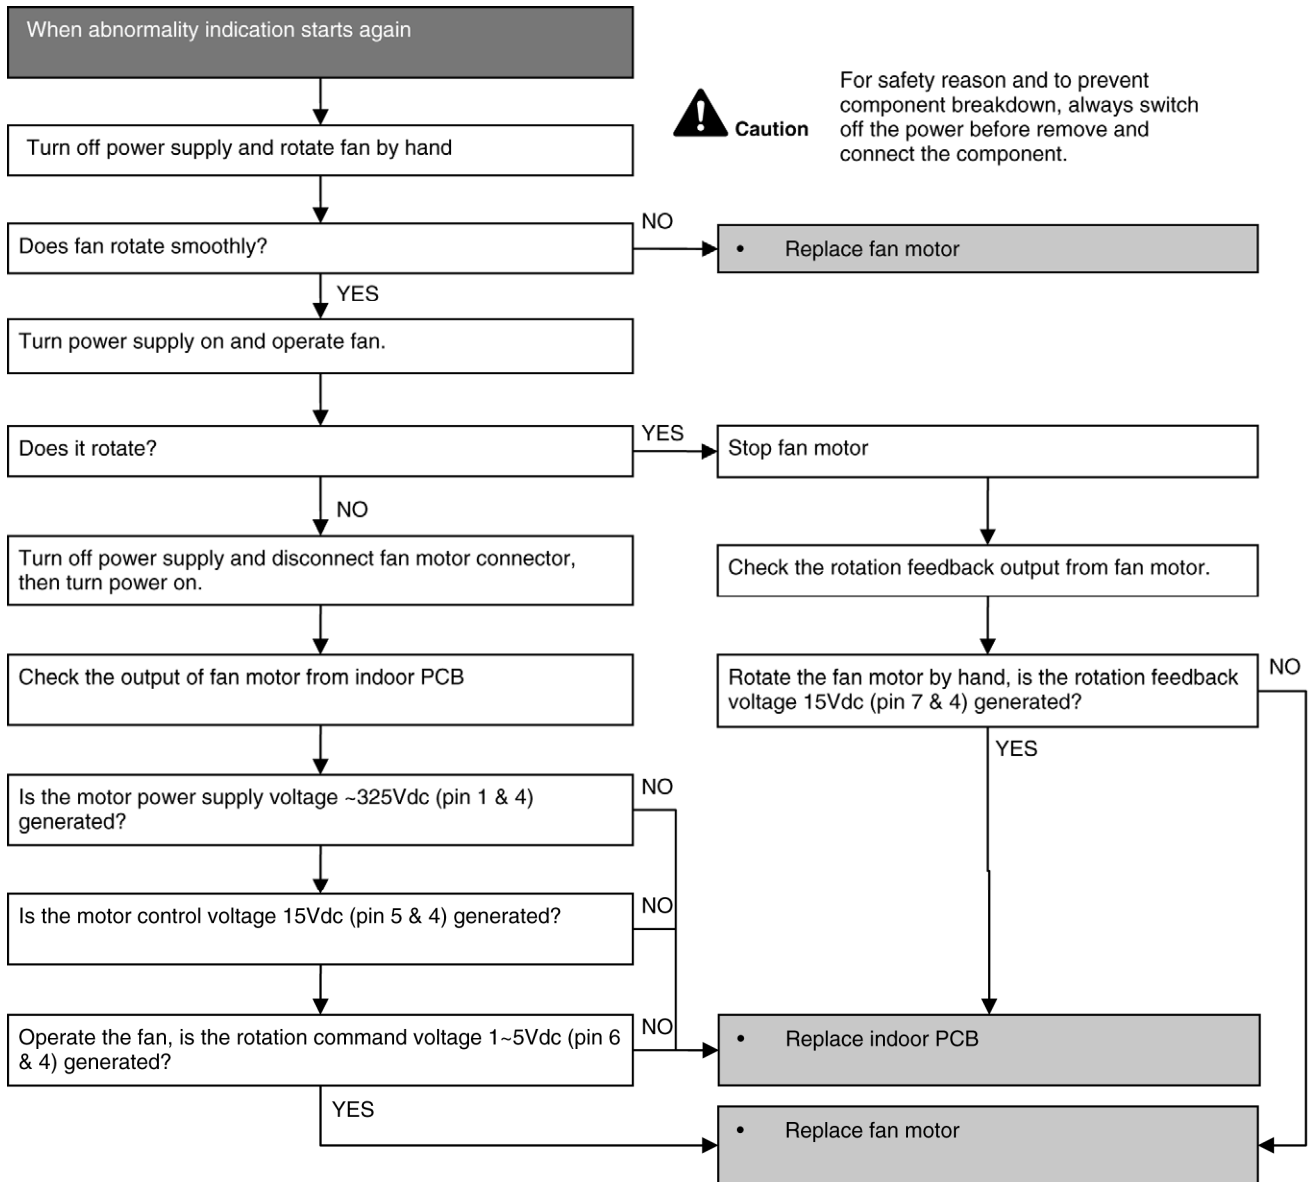 When abnormality indication starts again
For safety reason and to prevent
component breakdown, always switch
off the power before remove and
connect the component.
Caution
Turn off power supply and rotate fan by hand
Does fan rotate smoothly?
NO
• Replace fan motor
YES
Turn power supply on and operate fan.
Does it rotate?
YES
Stop fan motor
NO
Turn off power supply and disconnect fan motor connector,
then turn power on.
Check the rotation feedback output from fan motor.
Check the output of fan motor from indoor PCB
Rotate the fan motor by hand, is the rotation feedback
voltage 15Vdc (pin 7 & 4) generated?
NO
YES
Is the motor power supply voltage ~325Vdc (pin 1 & 4)
generated?
NO
Is the motor control voltage 15Vdc (pin 5 & 4) generated?
NO
Operate the fan, is the rotation command voltage 1~5Vdc (pin 6
& 4) generated?
NO
• Replace indoor PCB
YES
• Replace fan motor